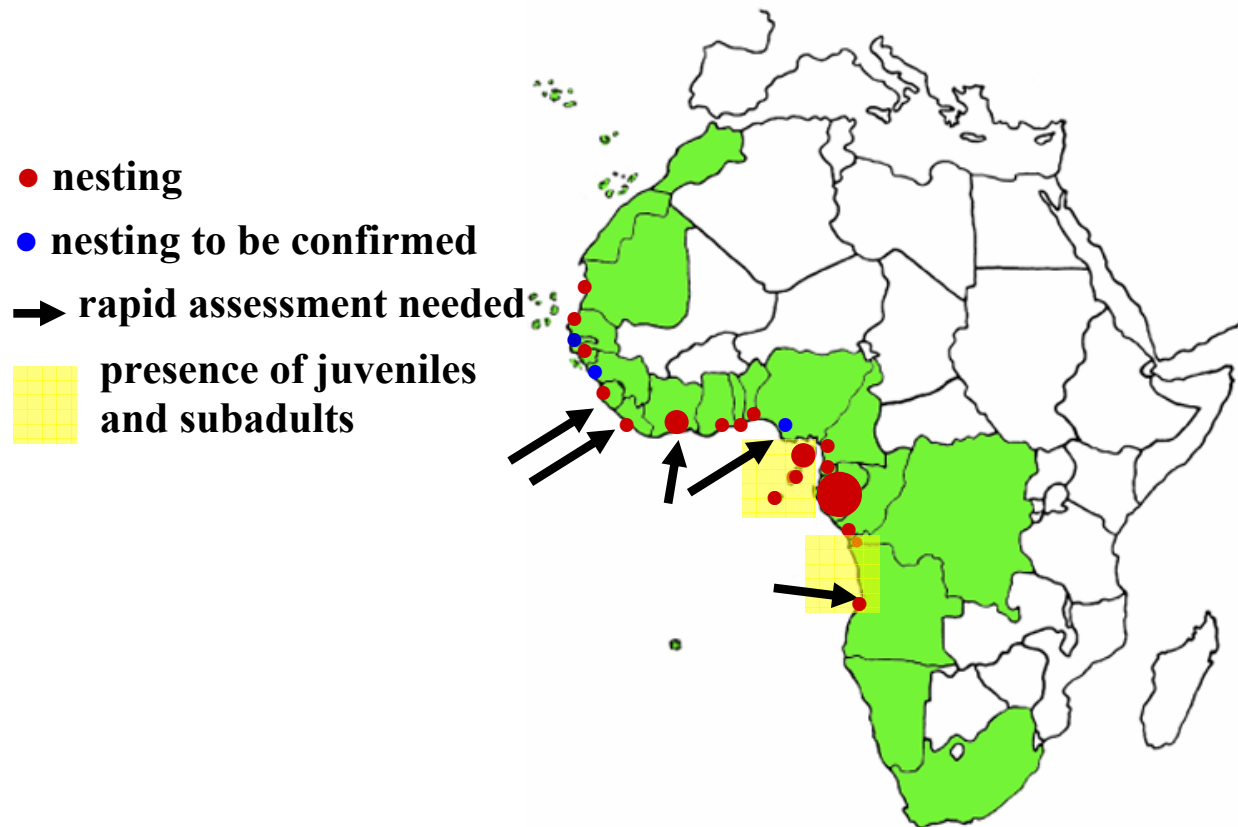 nesting
nesting to be confirmed
rapid assessment needed
presence of juveniles
and subadults